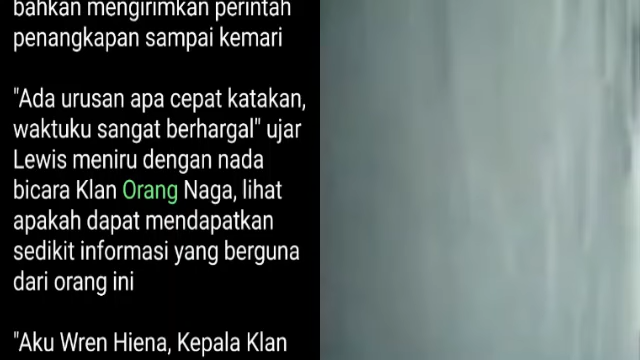 bahkan mengirimkan perintah
penangkapan sampai kemari
"Ada urusan apa cepat katakan,
waktuku sangat berhargal" ujar
Lewis meniru dengan nada
bicara Klan Orang Naga, lihat
apakah dapat mendapatkan
sedikit informasi yang berguna
dari orang ini
"Aku Wren Hiena, Kepala Klan